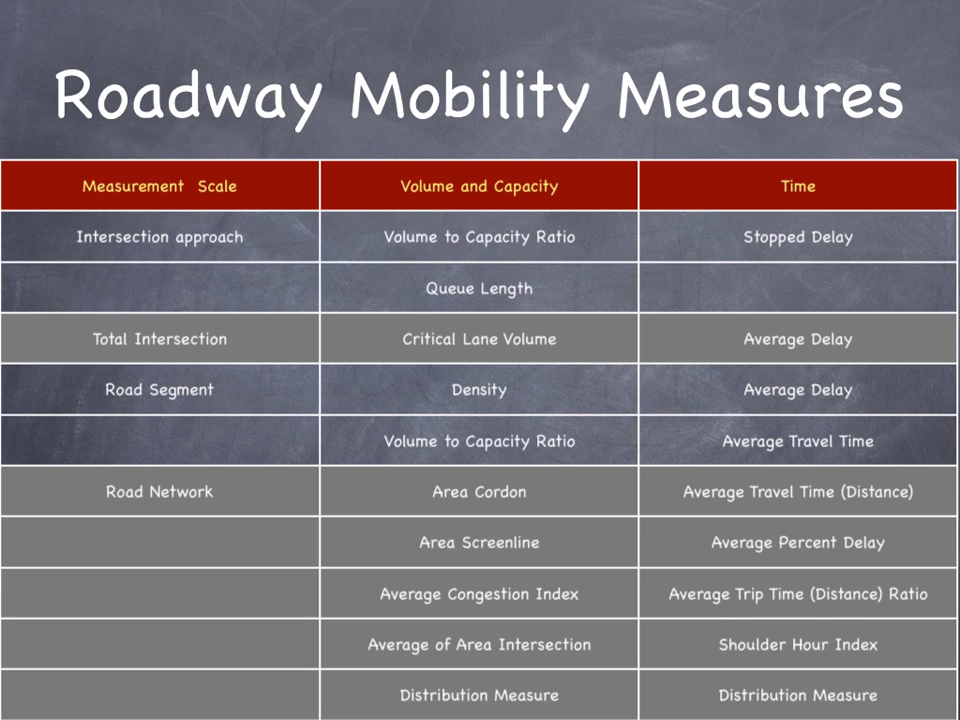 Roadway Mobility Measures
Measurement Scale Volume and Capacity Time
Intersection approach Volume to Capacity Ratio Stopped Delay
Queue Length
Total Intersection Critical Lane Volume Average Delay
Road Segment Density Average Delay
Volume to Capacity Ratio Average Travel Time
Road Network Area Cordon Average Travel Time (Distance)
Area Screenline Average Percent Delay
Average Congestion Index Average Trip Time (Distance) Ratio
Average of Area Intersection Shoulder Hour Index
Distribution Measure Distribution Measure